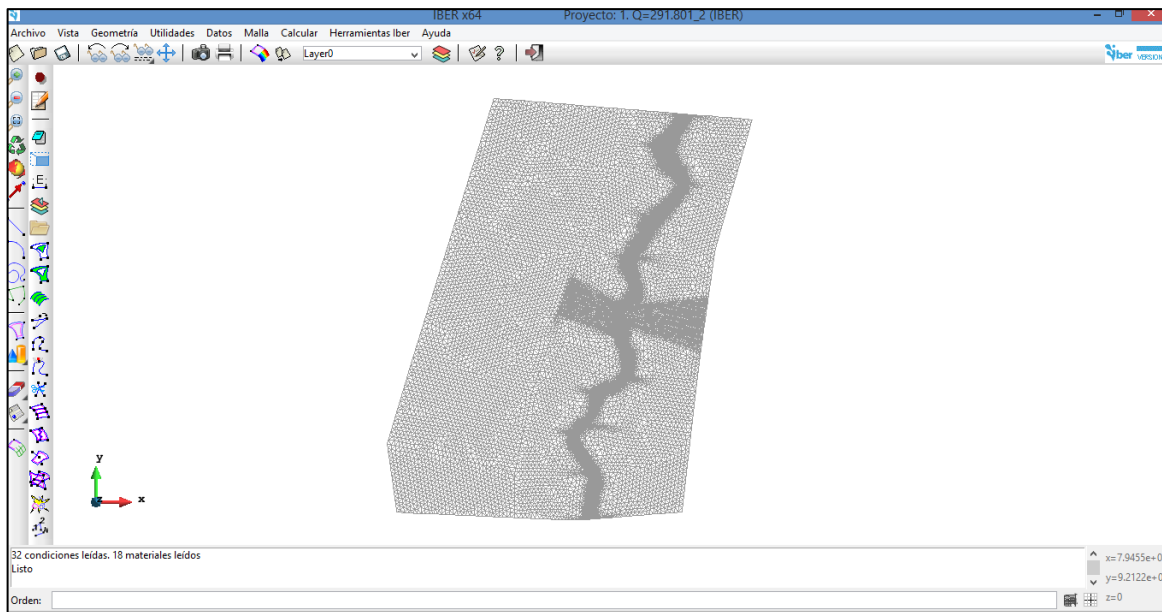 IBER x64 Proyecto: 1. Q=291.801_2 (IBER)
Archivo Vista Geometría Utilidades Datos Malla Calcular Herramientas Iber Ayuda
Layer0
iber VERSION
E
y
x
32 condiciones leídas. 18 materiales leídos
Listo
x=7.9455e+0
y=9.2122e+0
z=0
Orden: